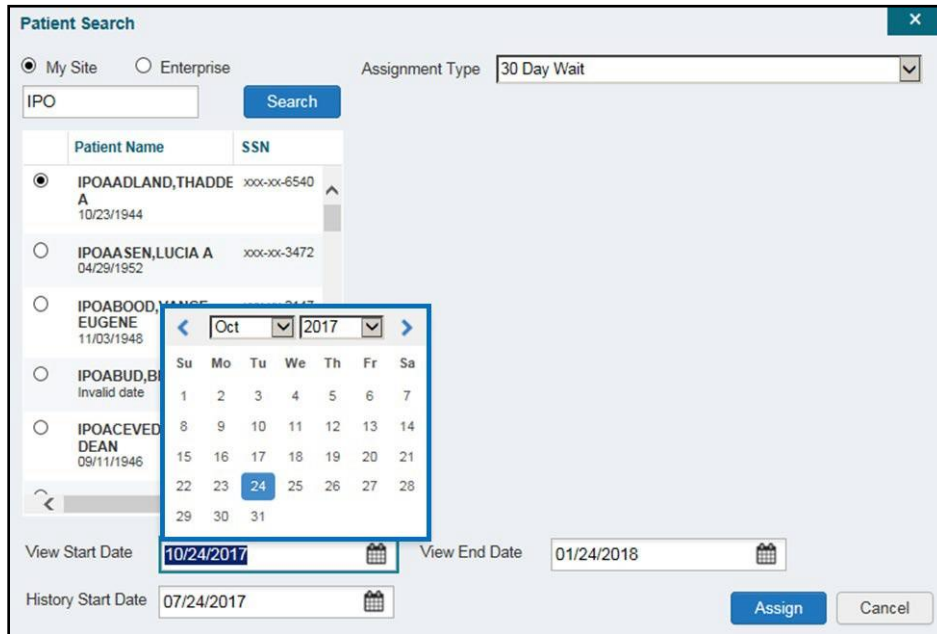 Patient Search
My Site Enterprise Assignment Type 30 Day Wait
IPO Search
Patient Name SSN
IPOAADLAND,THADDE xxx-xx-6540
A
10/23/1944
IPOAASEN,LUCIA A xxx-xx-3472
04/29/1952
IPOABOOD,
EUGENE
11/03/1948
Oct 2017
Su Mo Tu We Th Fr Sa
IPOABUD,
Invalid date
1 2 3 4 5 6 7
IPOACEVED
8 9 10 11 12 13 14
DEAN
09/11/1946
15 16 17 18 19 20 21
22 23 24 25 26 27 28
29 30 31
View Start Date 10/24/2017 View End Date 01/24/2018
History Start Date 07/24/2017 Assign Cancel